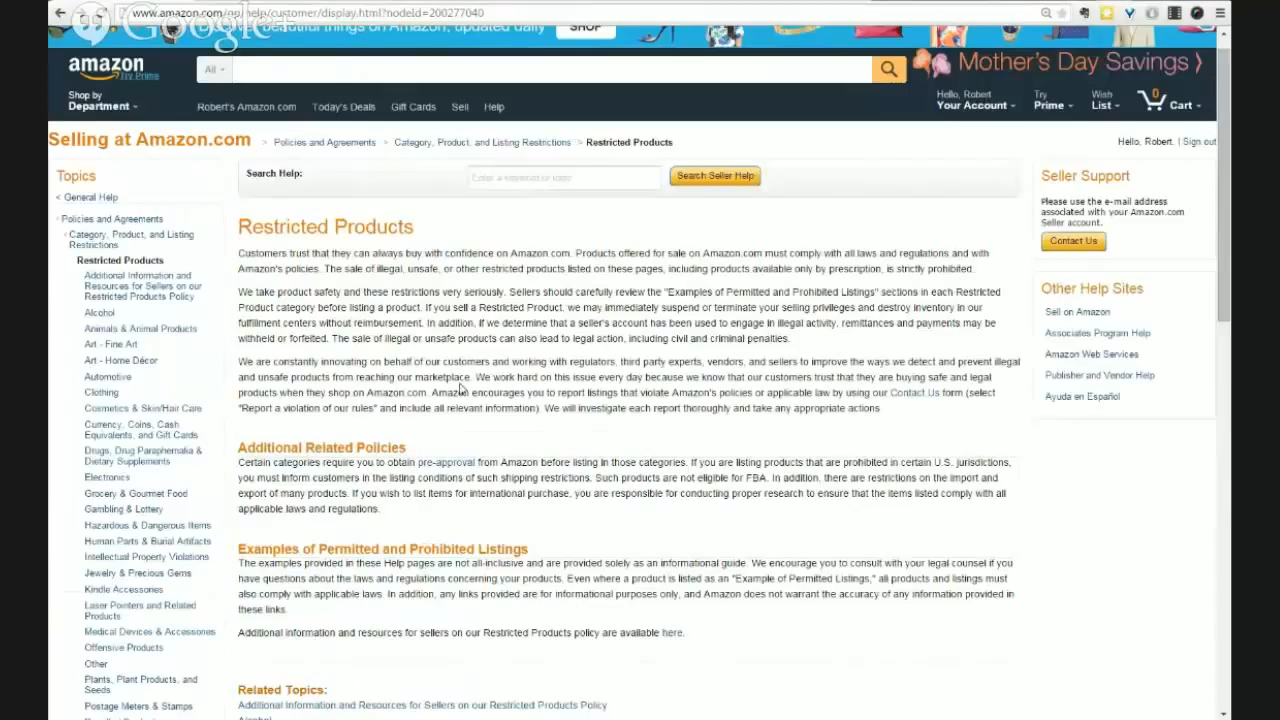 www.amazon.com/gp/help/customer/display.html?nodeId=200277040
Google+
beautiful things on Amazon, updated daily
SHOP
amazon
Try Prime
All
Mother's Day Savings
Shop by
Department
Robert's Amazon.com Today's Deals Gift Cards Sell Help
Hello, Robert
Your Account
Try
Prime
Wish
List
0
Cart
Selling at Amazon.com > Policies and Agreements > Category, Product, and Listing Restrictions > Restricted Products
Hello, Robert. | Sign out
Topics
< General Help
Policies and Agreements
Category, Product, and Listing
Restrictions
Restricted Products
Additional Information and
Resources for Sellers on our
Restricted Products Policy
Alcohol
Animals & Animal Products
Art - Fine Art
Art - Home Décor
Automotive
Clothing
Cosmetics & Skin/Hair Care
Currency, Coins, Cash
Equivalents, and Gift Cards
Drugs, Drug Paraphernalia &
Dietary Supplements
Electronics
Grocery & Gourmet Food
Gambling & Lottery
Hazardous & Dangerous Items
Human Parts & Burial Artifacts
Intellectual Property Violations
Jewelry & Precious Gems
Kindle Accessories
Laser Pointers and Related
Products
Medical Devices & Accessories
Offensive Products
Other
Plants, Plant Products, and
Seeds
Postage Meters & Stamps
Search Help:
Enter a keyword or topic
Search Seller Help
Restricted Products
Customers trust that they can always buy with confidence on Amazon.com. Products offered for sale on Amazon.com must comply with all laws and regulations and with
Amazon's policies. The sale of illegal, unsafe, or other restricted products listed on these pages, including products available only by prescription, is strictly prohibited.
We take product safety and these restrictions very seriously. Sellers should carefully review the "Examples of Permitted and Prohibited Listings" sections in each Restricted
Product category before listing a product. If you sell a Restricted Product, we may immediately suspend or terminate your selling privileges and destroy inventory in our
fulfillment centers without reimbursement. In addition, if we determine that a seller's account has been used to engage in illegal activity, remittances and payments may be
withheld or forfeited. The sale of illegal or unsafe products can also lead to legal action, including civil and criminal penalties.
We are constantly innovating on behalf of our customers and working with regulators, third party experts, vendors, and sellers to improve the ways we detect and prevent illegal
and unsafe products from reaching our marketplace. We work hard on this issue every day because we know that our customers trust that they are buying safe and legal
products when they shop on Amazon.com. Amazon encourages you to report listings that violate Amazon's policies or applicable law by using our Contact Us form (select
"Report a violation of our rules" and include all relevant information). We will investigate each report thoroughly and take any appropriate actions
Additional Related Policies
Certain categories require you to obtain pre-approval from Amazon before listing in those categories. If you are listing products that are prohibited in certain U.S. jurisdictions,
you must inform customers in the listing conditions of such shipping restrictions. Such products are not eligible for FBA. In addition, there are restrictions on the import and
export of many products. If you wish to list items for international purchase, you are responsible for conducting proper research to ensure that the items listed comply with all
applicable laws and regulations.
Examples of Permitted and Prohibited Listings
The examples provided in these Help pages are not all-inclusive and are provided solely as an informational guide. We encourage you to consult with your legal counsel if you
have questions about the laws and regulations concerning your products. Even where a product is listed as an "Example of Permitted Listings," all products and listings must
also comply with applicable laws. In addition, any links provided are for informational purposes only, and Amazon does not warrant the accuracy of any information provided in
these links.
Additional information and resources for sellers on our Restricted Products policy are available here.
Related Topics:
Additional Information and Resources for Sellers on our Restricted Products Policy
Alcohol
Seller Support
Please use the e-mail address
associated with your Amazon.com
Seller account.
Contact Us
Other Help Sites
Sell on Amazon
Associates Program Help
Amazon Web Services
Publisher and Vendor Help
Ayuda en Español